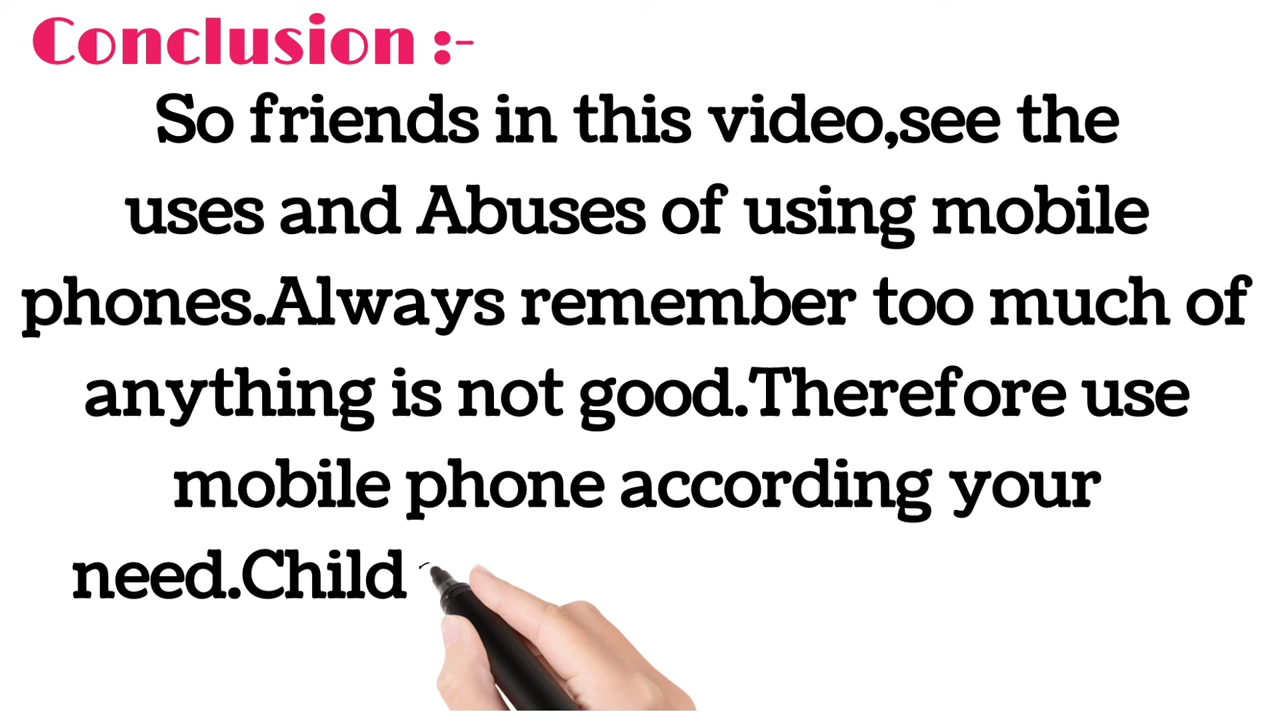 Conclusion :-
So friends in this video,see the
uses and Abuses of using mobile
phones.Always remember too much of
anything is not good.Therefore use
mobile phone according your
need.Child